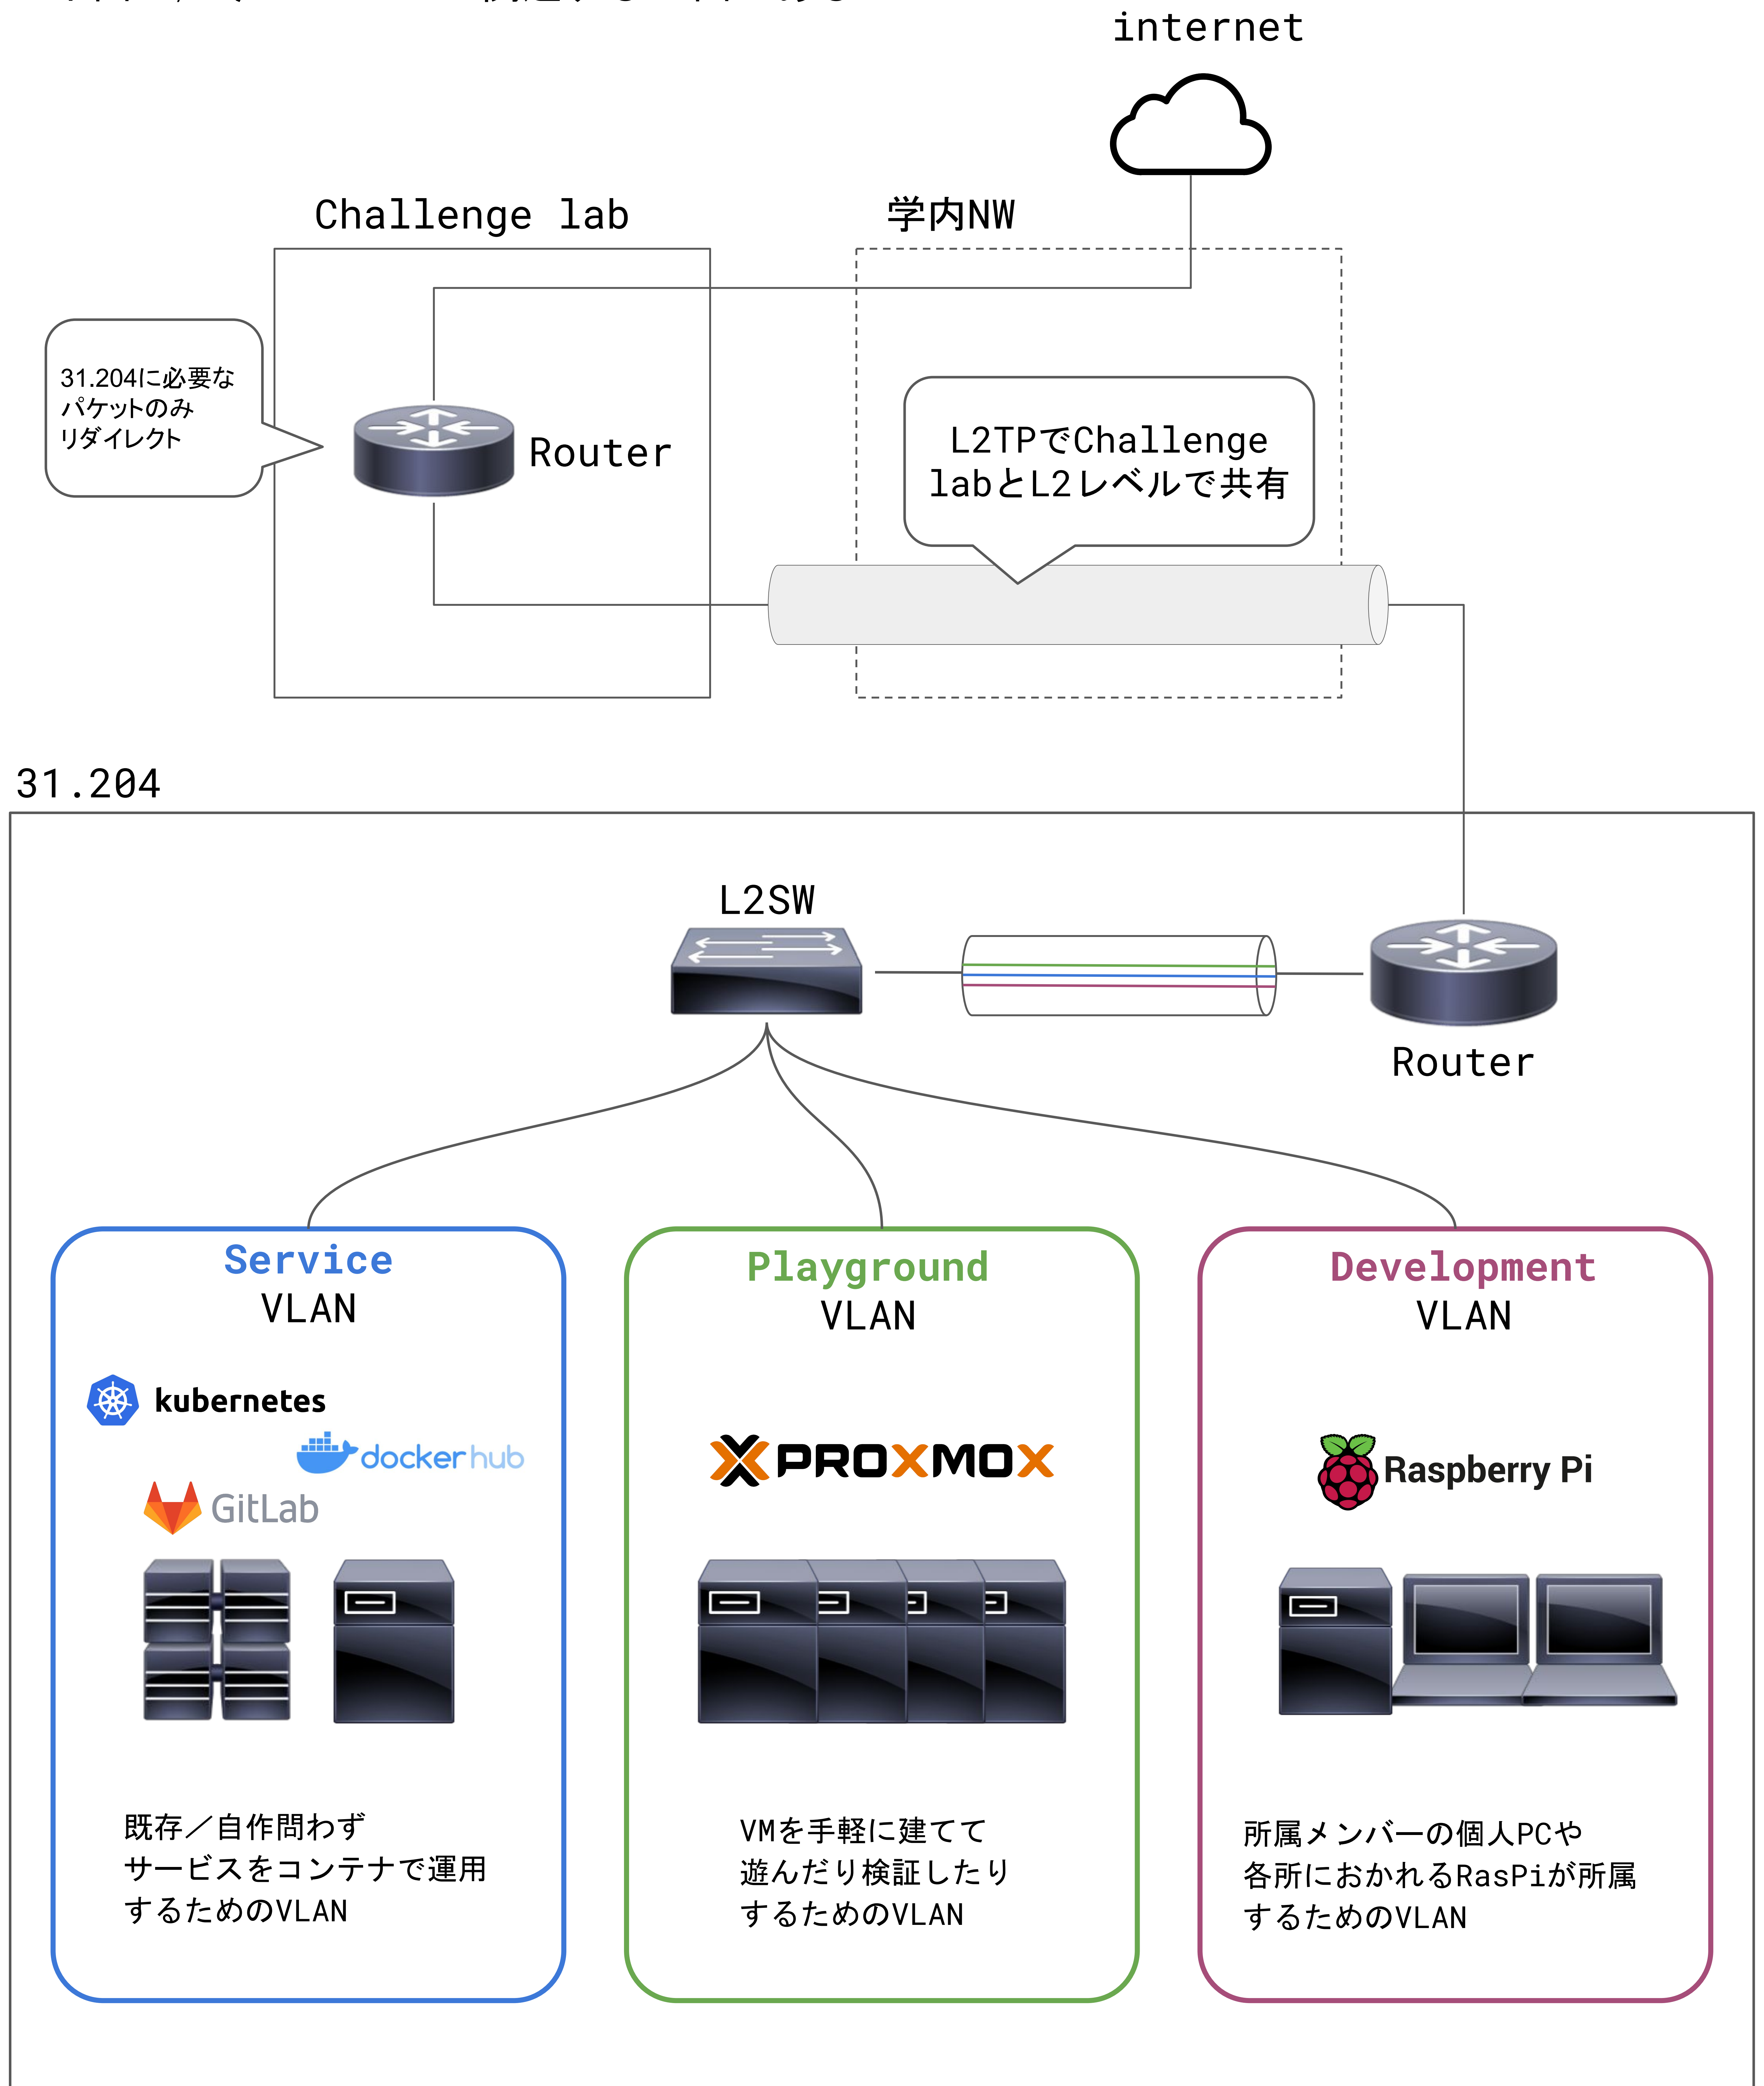 internet
Challenge lab
学内NW
31.204に必要な
パケットのみ
リダイレクト
Router
L2TPでChallenge
labとL2レベルで共有
31.204
L2SW
Router
Service
VLAN
kubernetes
docker hub
GitLab
既存／自作問わず
サービスをコンテナで運用
するためのVLAN
Playground
VLAN
PROXMOX
VMを手軽に建てて
遊んだり検証したり
するためのVLAN
Development
VLAN
Raspberry Pi
所属メンバーの個人PCや
各所におかれるRasPiが所属
するためのVLAN